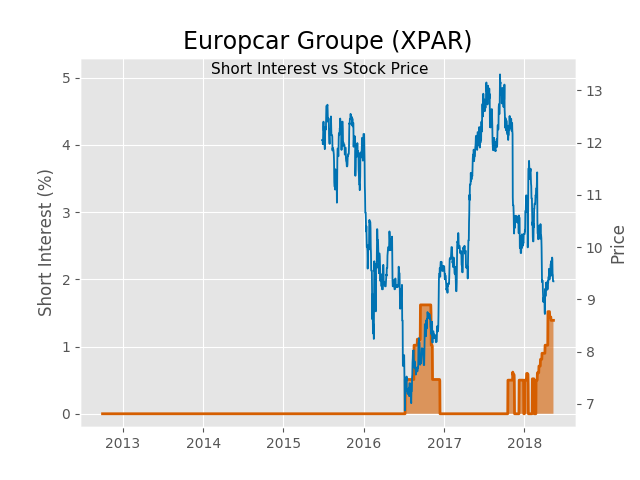 Europcar Groupe (XPAR)
Short Interest vs Stock Price
Short Interest (%)
5
4
3
2
1
0
13
12
11
10
9
8
7
Price
2013 2014 2015 2016 2017 2018